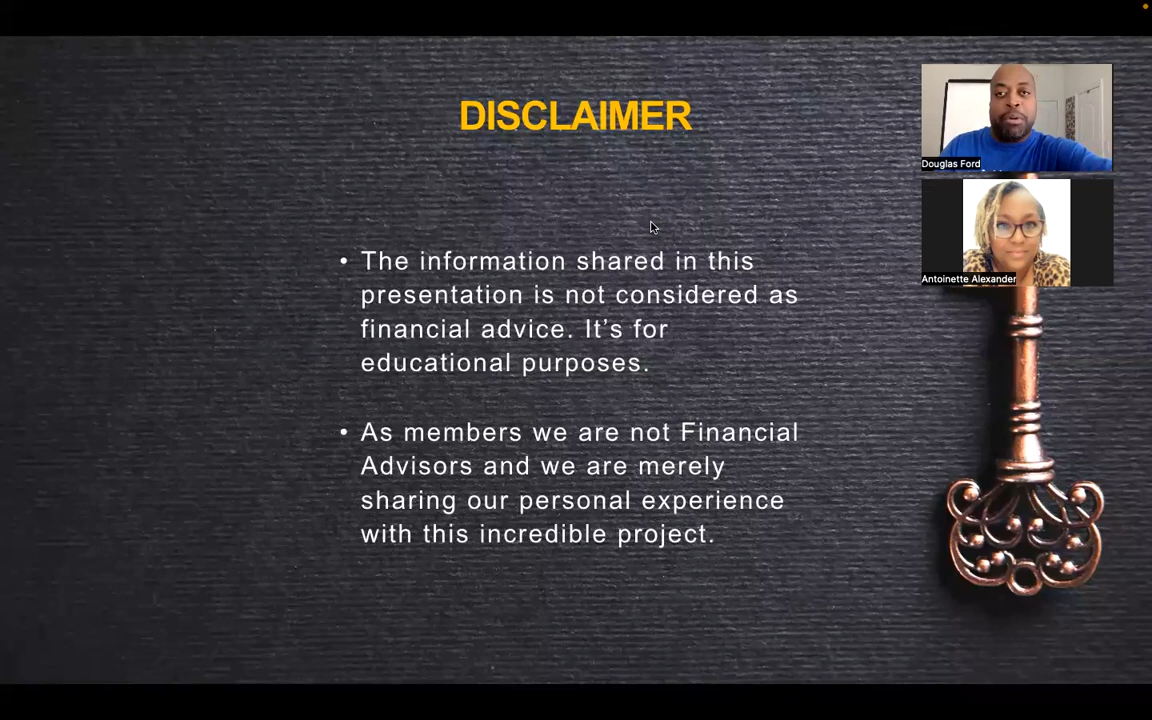 DISCLAIMER
• The information shared in this
presentation is not considered as
financial advice. It’s for
educational purposes.
• As members we are not Financial
Advisors and we are merely
sharing our personal experience
with this incredible project.
Douglas Ford
Antoinette Alexander